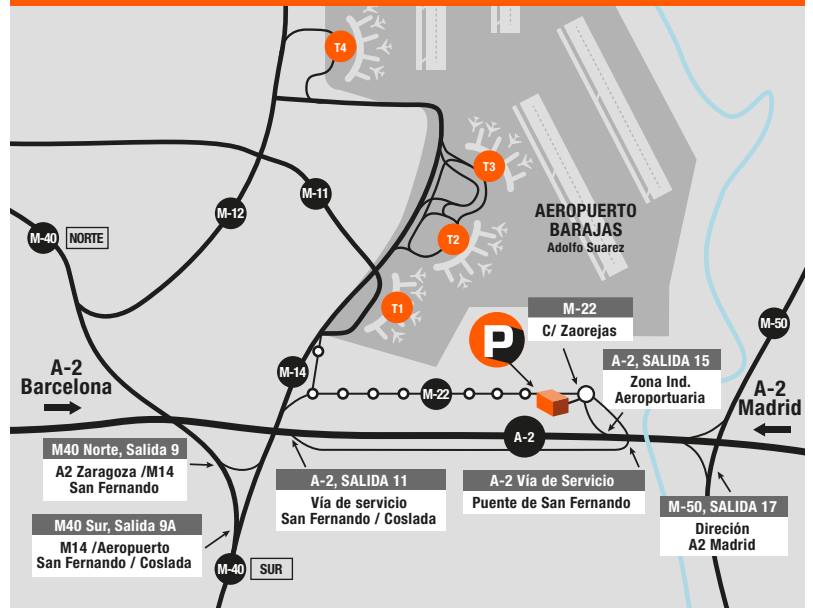 T4
T3
M-11
M-12
AEROPUERTO
BARAJAS
Adolfo Suarez
M-40 NORTE
T2
M-22
C/ Zaorejas
T1
M-50
P
A-2, SALIDA 15
Zona Ind.
Aeroportuaria
A-2
Barcelona
M-14
M-22
A-2
Madrid
A-2
M40 Norte, Salida 9
A2 Zaragoza /M14
San Fernando
A-2, SALIDA 11
Vía de servicio
San Fernando / Coslada
A-2 Vía de Servicio
Puente de San Fernando
M-50, SALIDA 17
Direción
A2 Madrid
M40 Sur, Salida 9A
M14 /Aeropuerto
San Fernando / Coslada
M-40 SUR